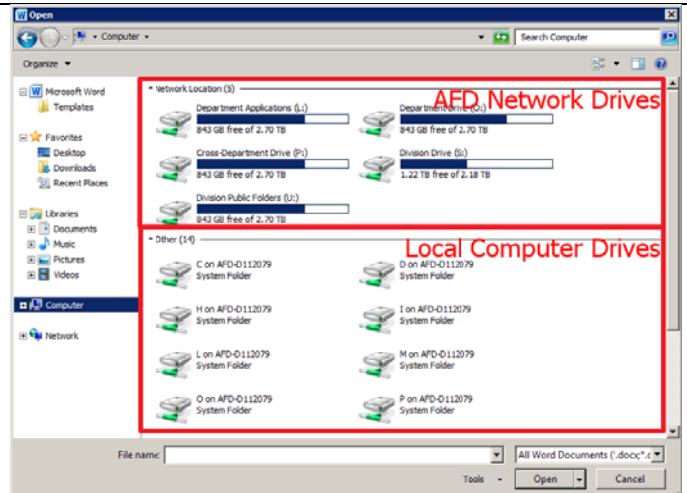 Open
Computer
Search Computer
Organize
Microsoft Word
Templates
Favorites
Desktop
Downloads
Recent Places
Libraries
Documents
Music
Pictures
Videos
Computer
Network
Network Location (5)
AFD Network Drives
Department Applications (L:)
843 GB free of 2.70 TB
Department Drive (O:)
843 GB free of 2.70 TB
Cross-Department Drive (P:)
843 GB free of 2.70 TB
Division Drive (S:)
1.22 TB free of 2.18 TB
Division Public Folders (U:)
843 GB free of 2.70 TB
Other (14)
Local Computer Drives
C on AFD-D112079
System Folder
D on AFD-D112079
System Folder
H on AFD-D112079
System Folder
I on AFD-D112079
System Folder
L on AFD-D112079
System Folder
M on AFD-D112079
System Folder
O on AFD-D112079
System Folder
P on AFD-D112079
System Folder
File name:
All Word Documents (*.docx;*.c
Tools
Open
Cancel